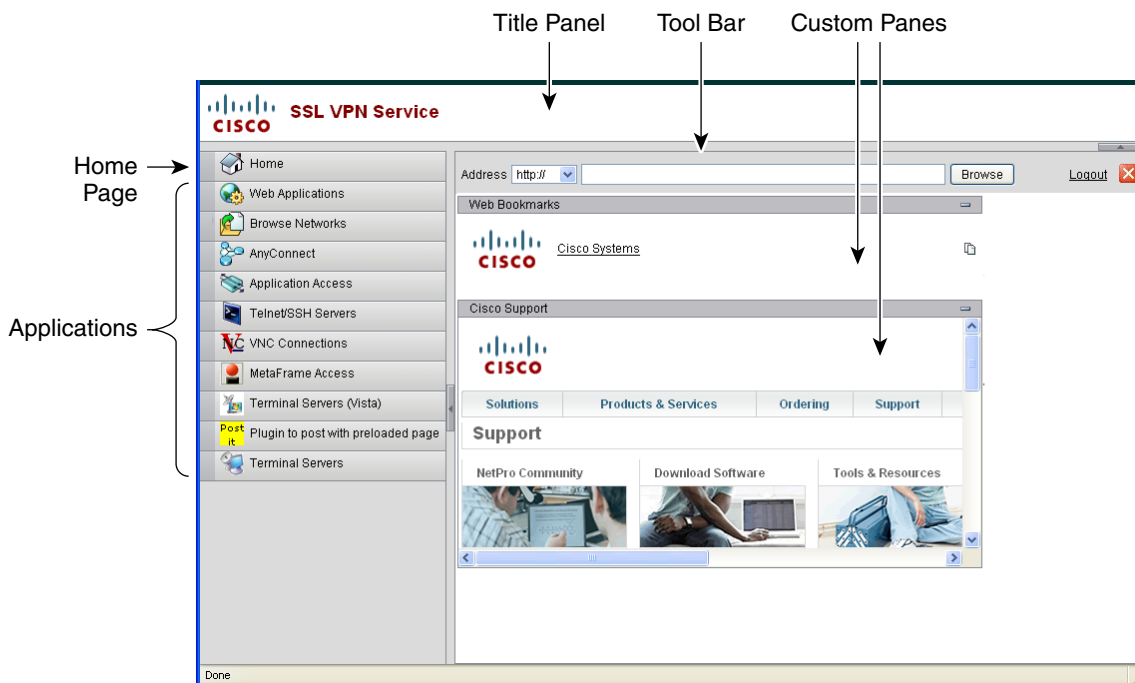 Title Panel
Tool Bar
Custom Panes
CISCO
SSL VPN Service
Home Page
Applications
Home
Web Applications
Browse Networks
AnyConnect
Application Access
Telnet/SSH Servers
VNC Connections
MetaFrame Access
Terminal Servers (Vista)
Post it
Plugin to post with preloaded page
Terminal Servers
Address
http://
Browse
Logout
Web Bookmarks
CISCO
Cisco Systems
Cisco Support
CISCO
Solutions
Products & Services
Ordering
Support
Support
NetPro Community
Download Software
Tools & Resources
Done